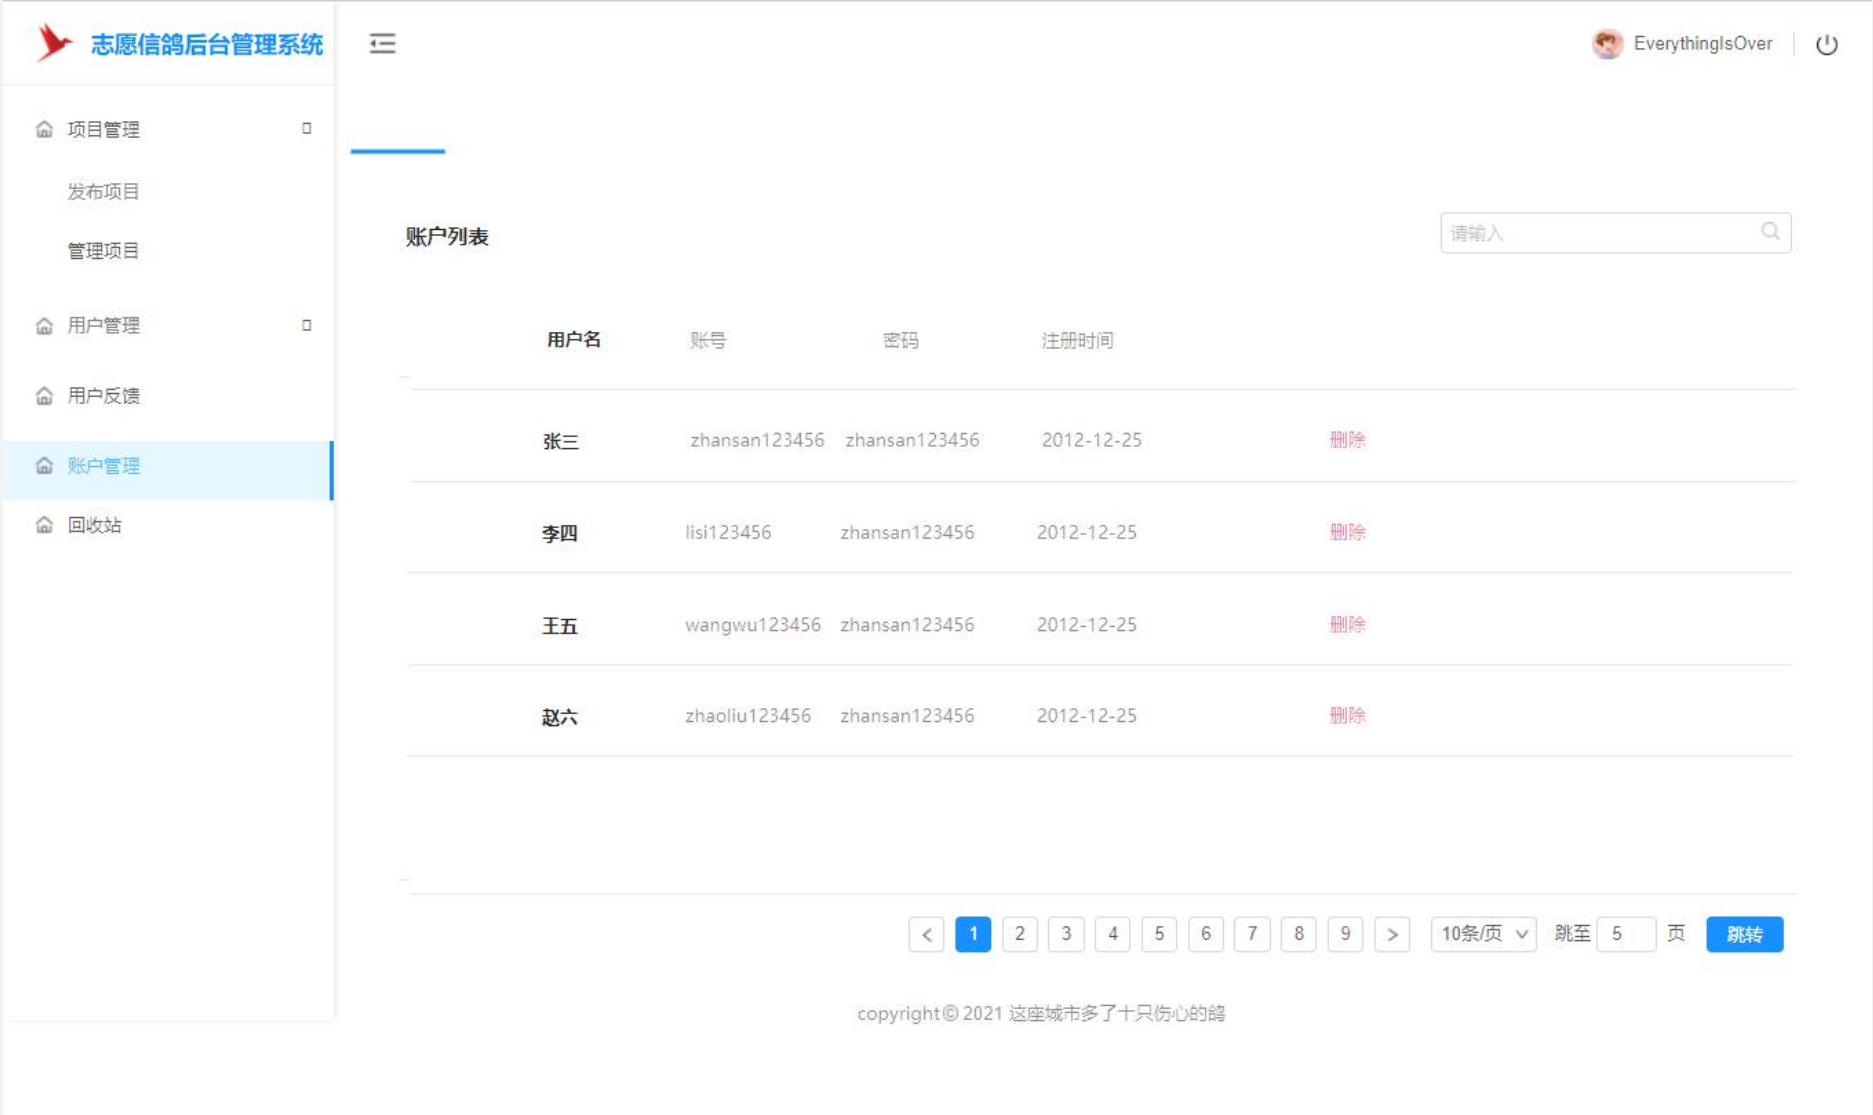 志愿信鸽后台管理系统
EverythingIsOver
项目管理
发布项目
管理项目
用户管理
用户反馈
账户管理
回收站
账户列表
请输入
用户名 账号 密码 注册时间
张三 zhansan123456 zhansan123456 2012-12-25 删除
李四 lisi123456 zhansan123456 2012-12-25 删除
王五 wangwu123456 zhansan123456 2012-12-25 删除
赵六 zhaoliu123456 zhansan123456 2012-12-25 删除
< 1 2 3 4 5 6 7 8 9 > 10条/页 跳至 5 页 跳转
copyright© 2021 这座城市多了十只伤心的鸽